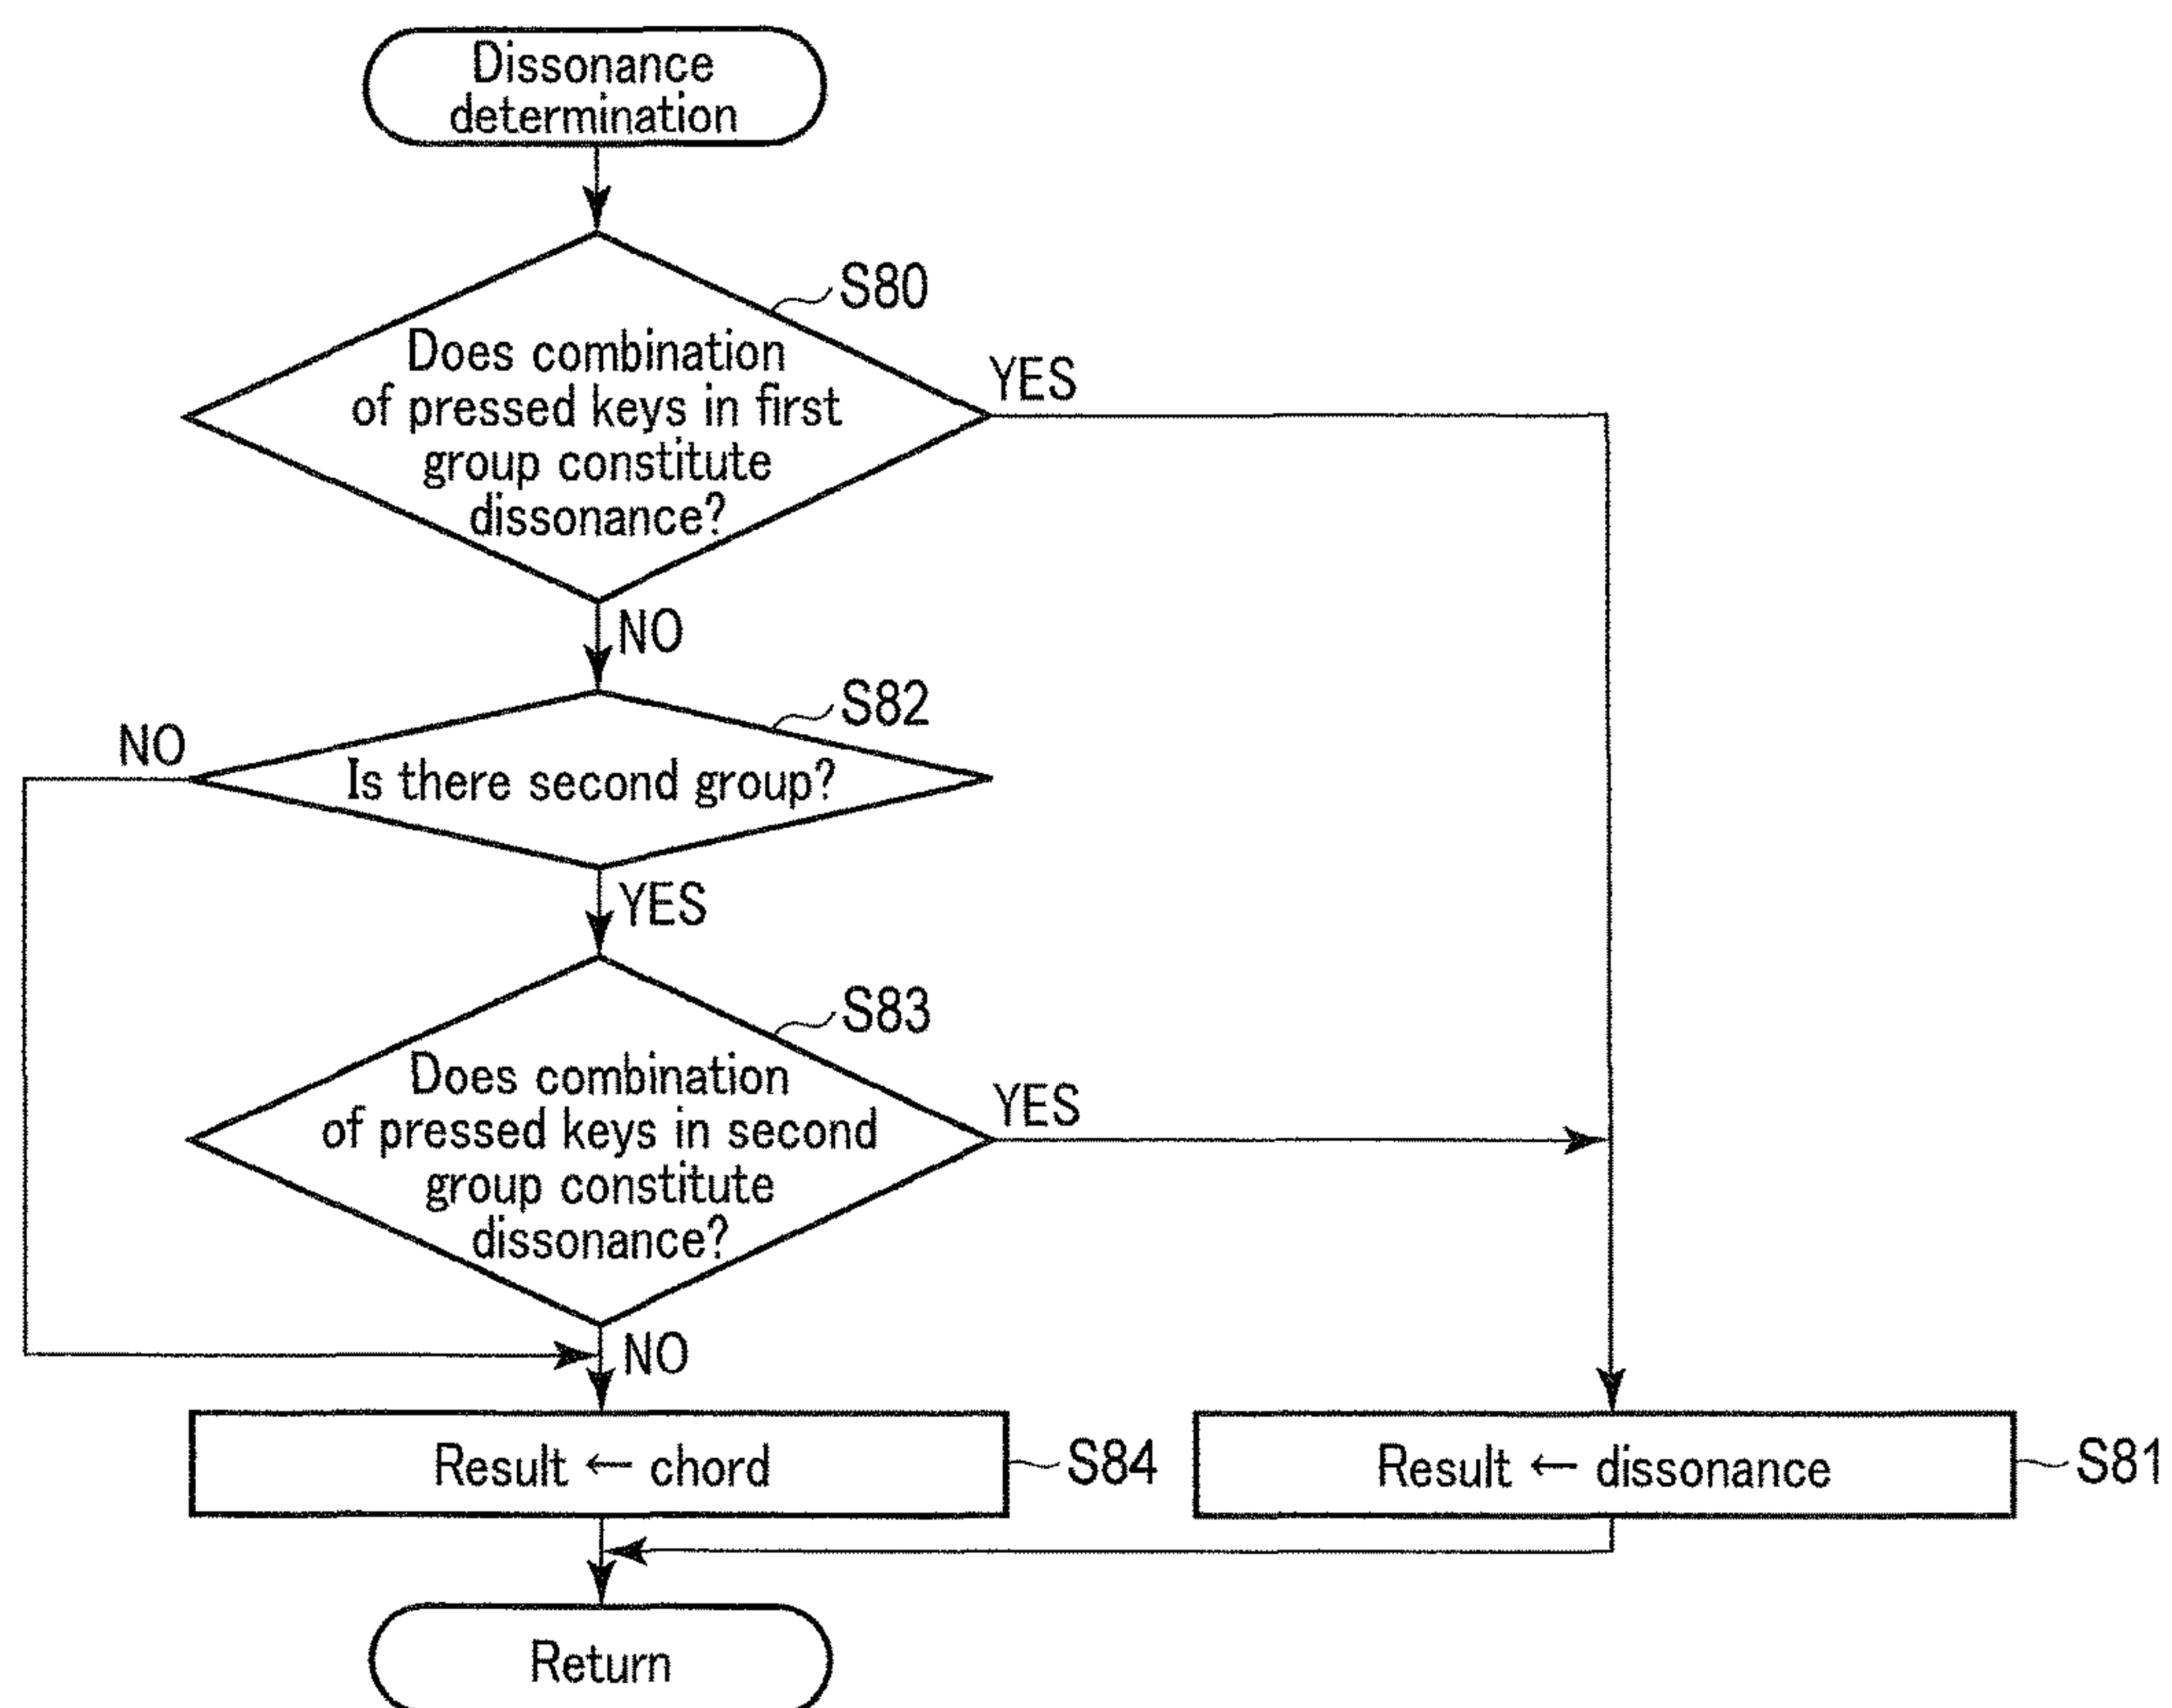 Dissonance
determination
S80
Does combination
of pressed keys in first
group constitute
dissonance?
YES
NO
S82
NO
Is there second group?
YES
S83
Does combination
of pressed keys in second
group constitute
dissonance?
YES
NO
Result ← chord
S84
Result ← dissonance
S81
Return